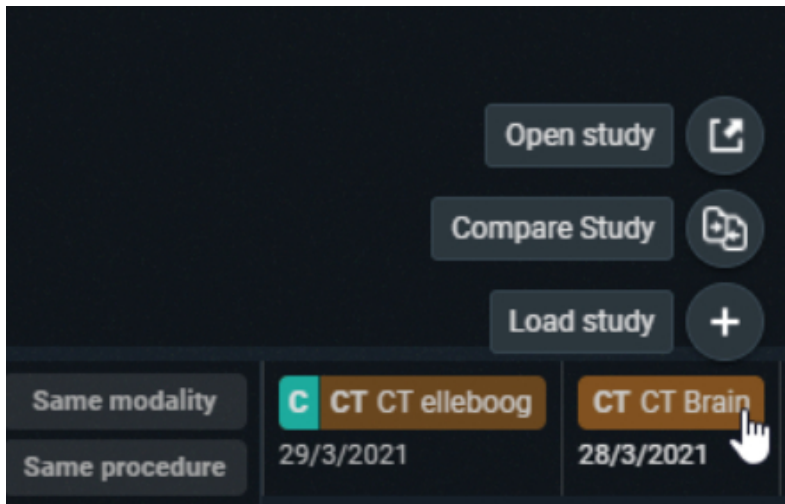 Open study
Compare Study
Load study
Same modality
C CT CT elleboog
CT CT Brain
Same procedure
29/3/2021
28/3/2021